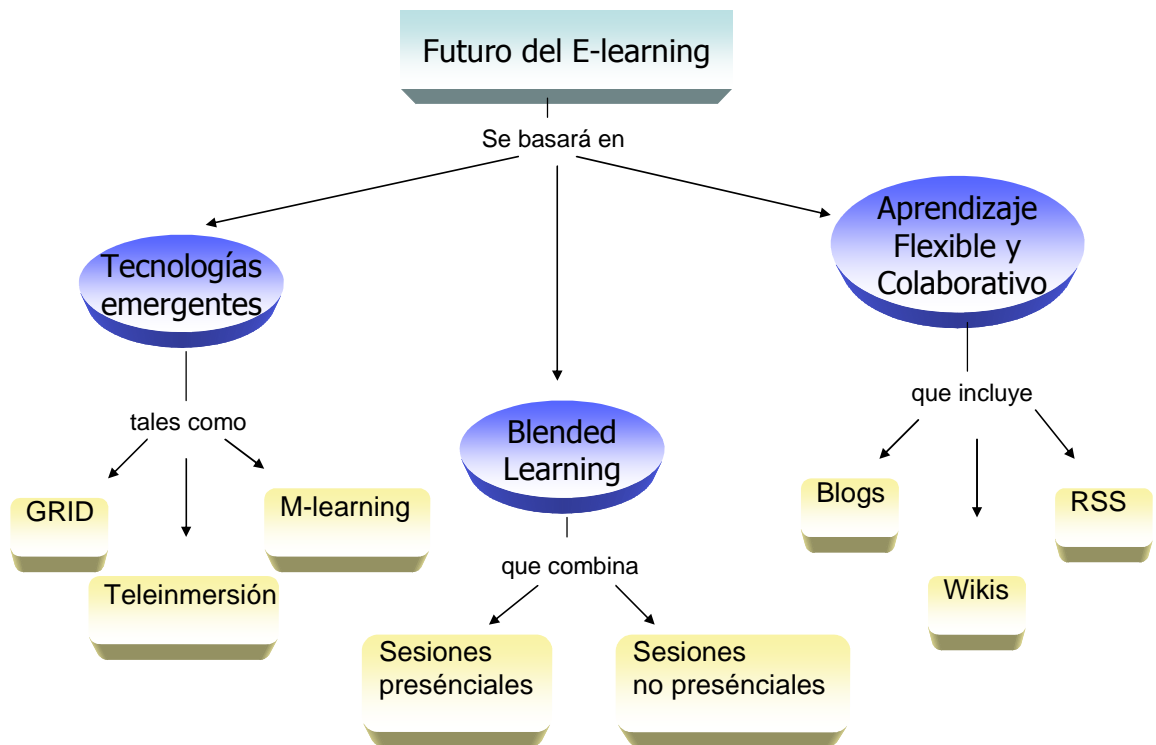 Futuro del E-learning
Se basará en
Tecnologías
emergentes
Aprendizaje
Flexible y
Colaborativo
Blended
Learning
tales como
que incluye
GRID
M-learning
Teleinmersión
que combina
Sesiones
presénciales
Sesiones
no presénciales
Blogs
RSS
Wikis